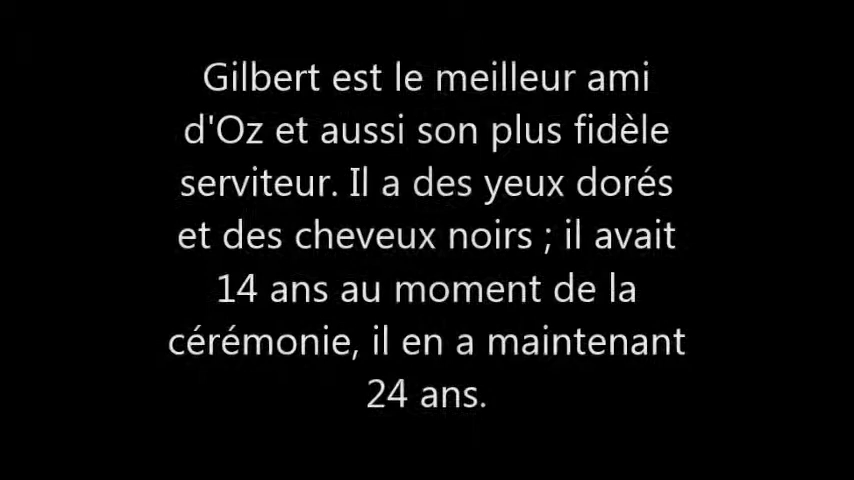 Gilbert est le meilleur ami
d'Oz et aussi son plus fidèle
serviteur. Il a des yeux dorés
et des cheveux noirs ; il avait
14 ans au moment de la
cérémonie, il en a maintenant
24 ans.